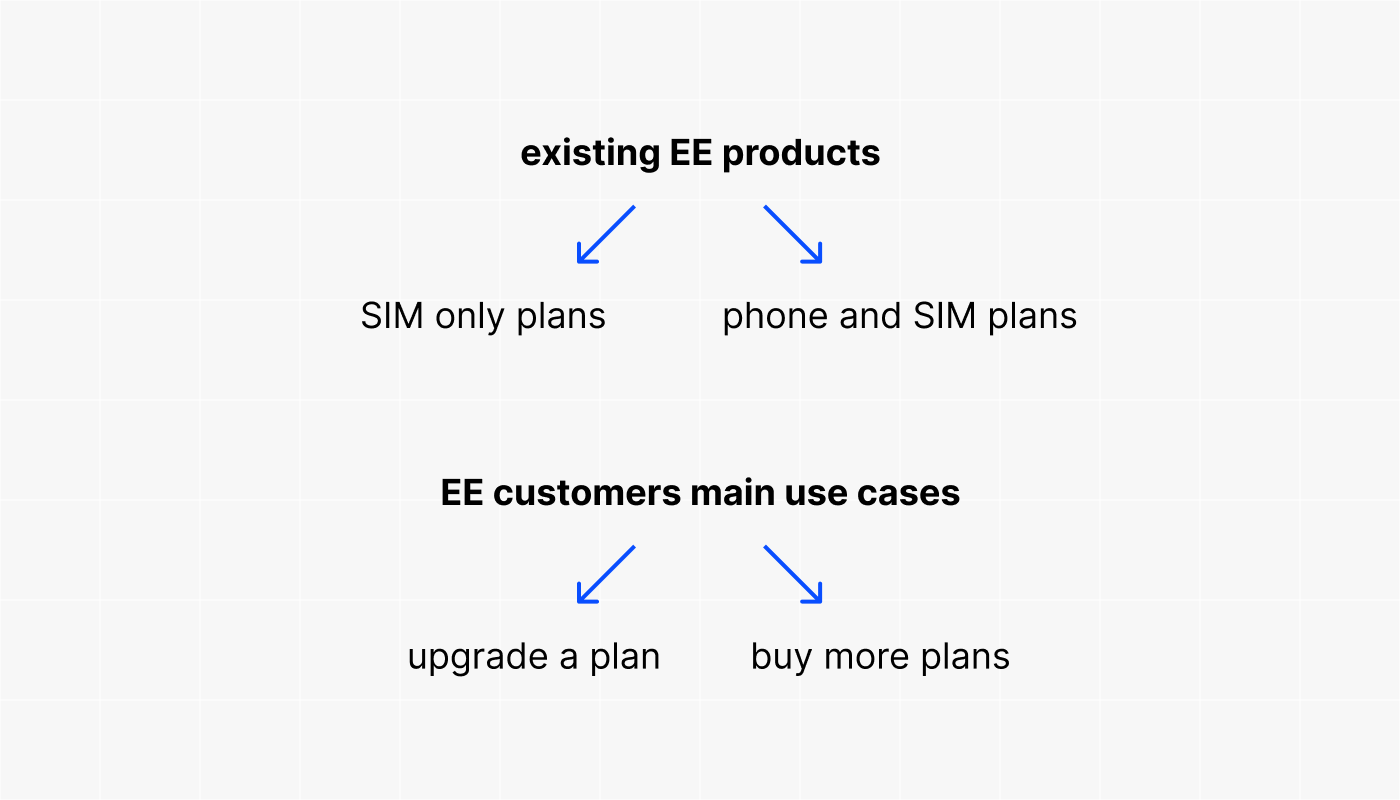 existing EE products
SIM only plans
phone and SIM plans
EE customers main use cases
upgrade a plan
buy more plans